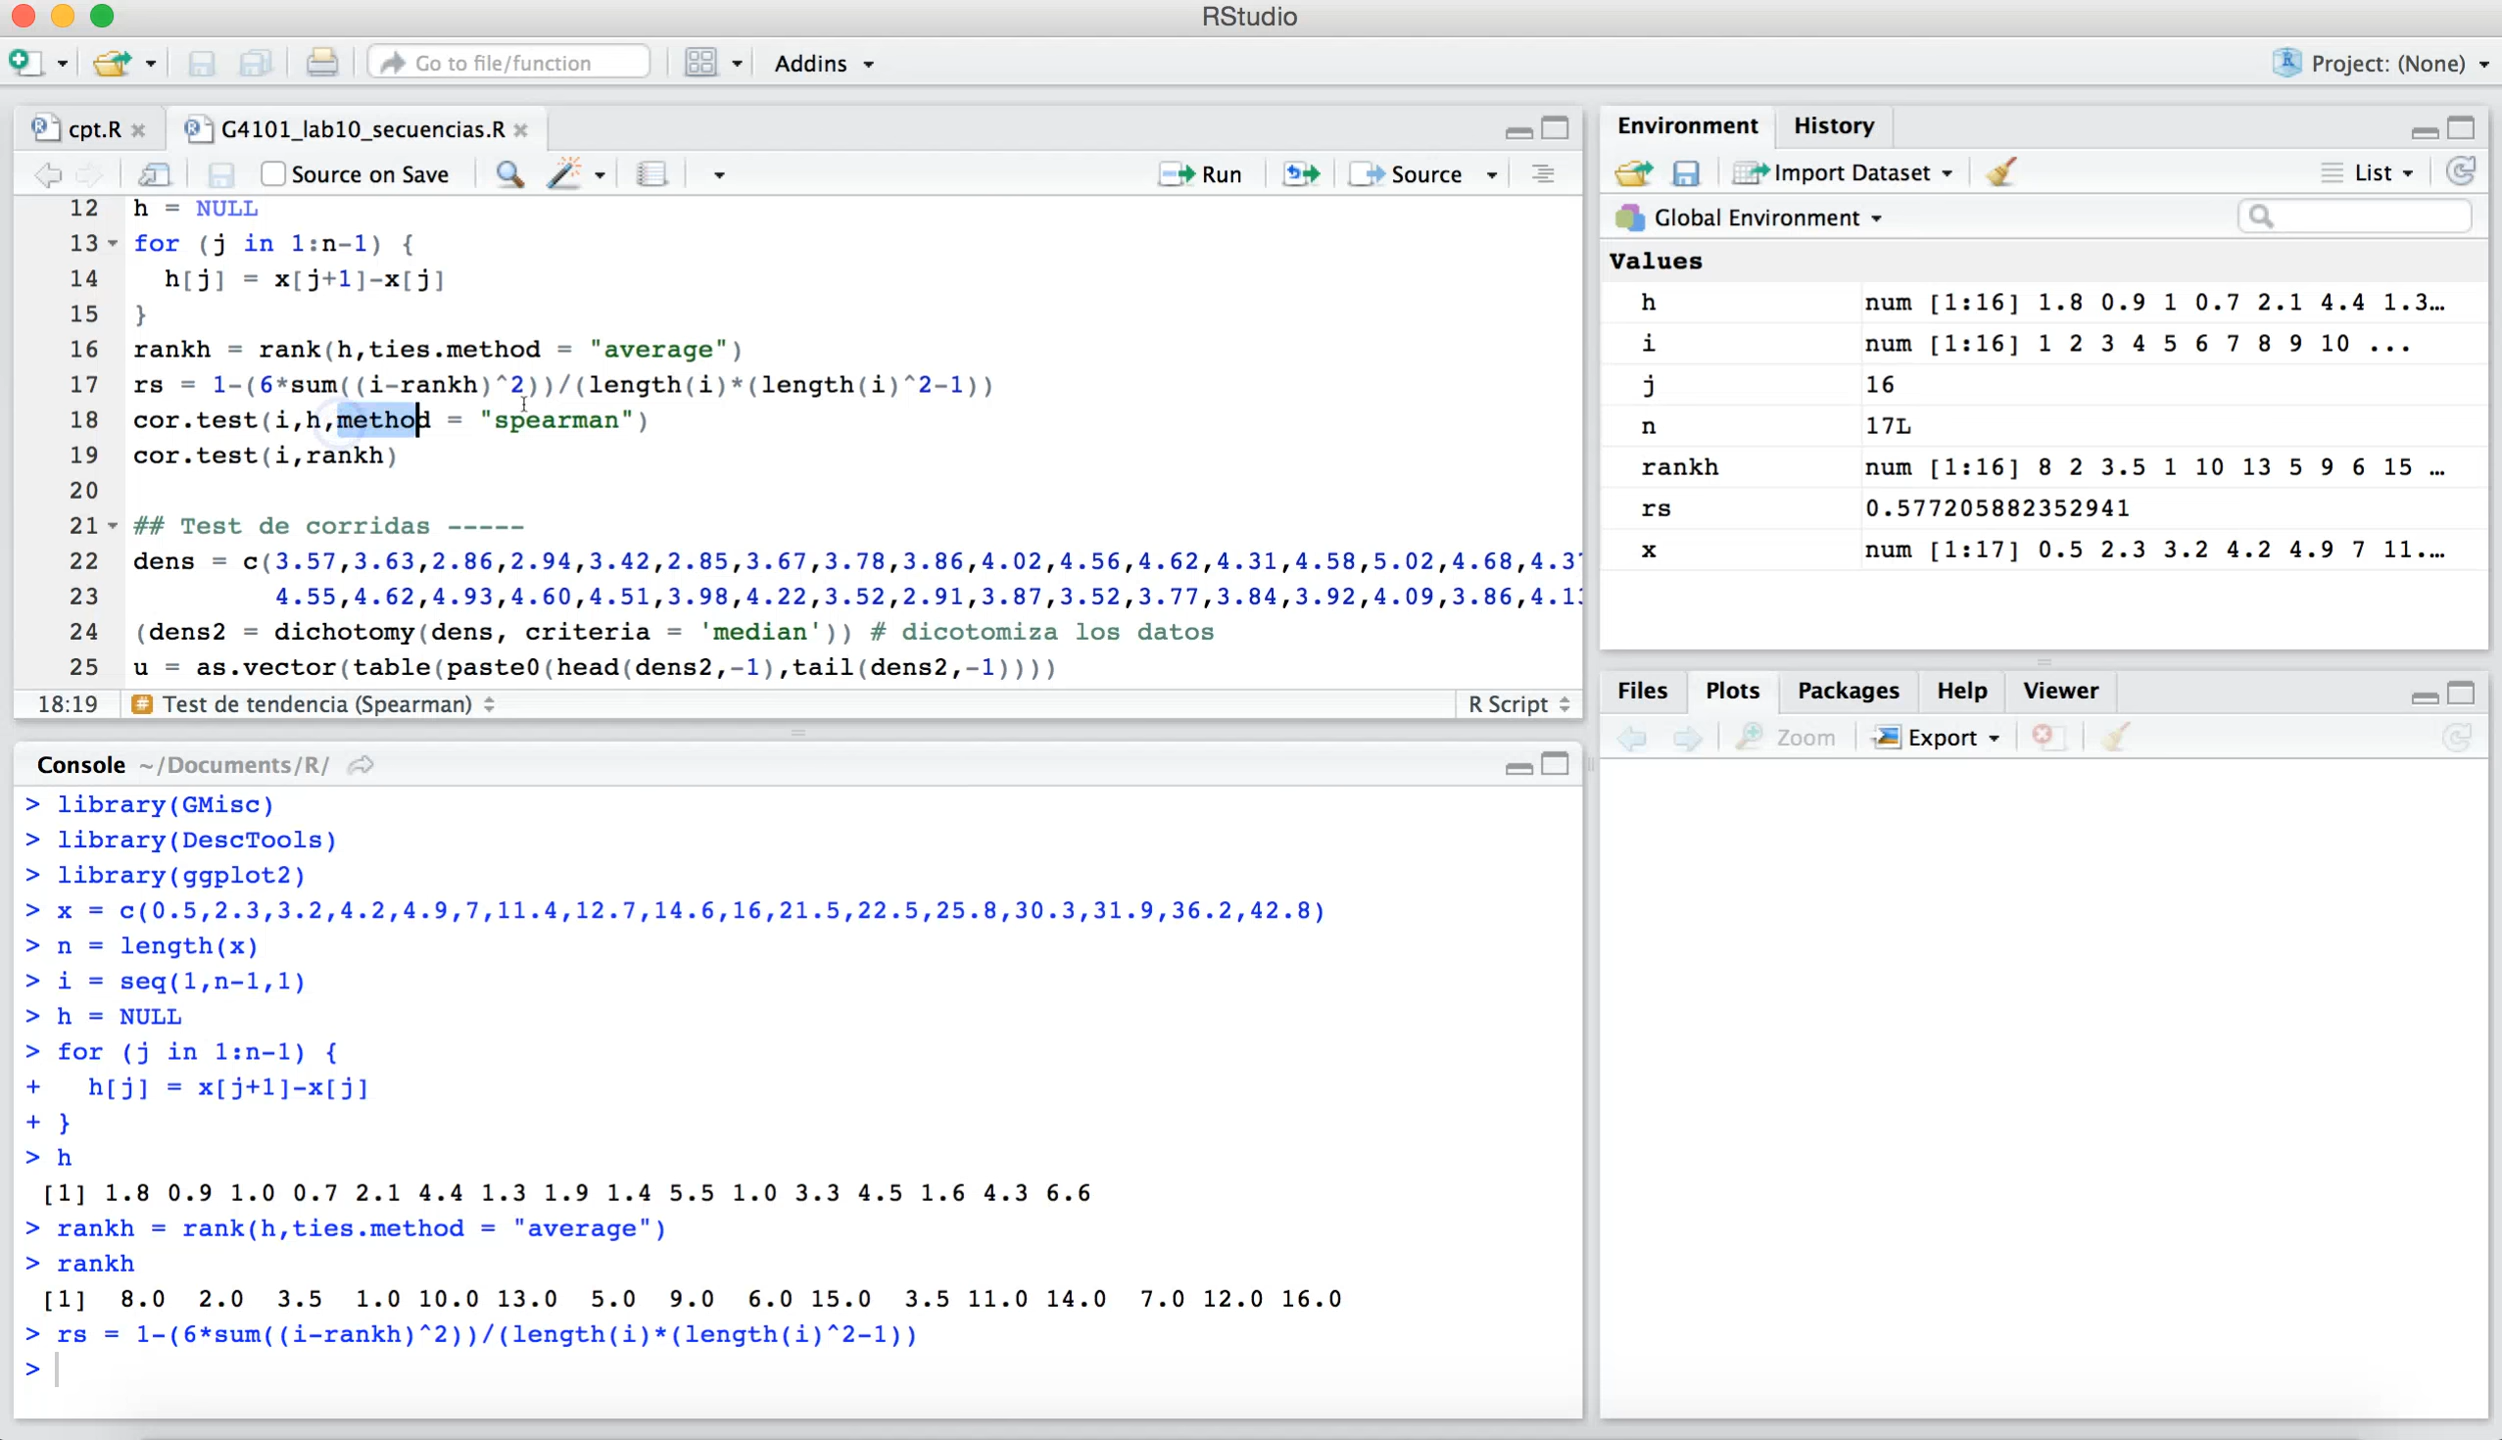 RStudio
Go to file/function
Addins
Project: (None)
cpt.R
G4101_lab10_secuencias.R
Source on Save
Run
Source
12 h = NULL
13 for (j in 1:n-1) {
14 h[j] = x[j+1]-x[j]
15 }
16 rankh = rank(h,ties.method = "average")
17 rs = 1-(6*sum((i-rankh)^2))/(length(i)*(length(i)^2-1))
18 cor.test(i,h,method = "spearman")
19 cor.test(i,rankh)
20
21 ## Test de corridas -----
22 dens = c(3.57,3.63,2.86,2.94,3.42,2.85,3.67,3.78,3.86,4.02,4.56,4.62,4.31,4.58,5.02,4.68,4.37
23 4.55,4.62,4.93,4.60,4.51,3.98,4.22,3.52,2.91,3.87,3.52,3.77,3.84,3.92,4.09,3.86,4.13
24 (dens2 = dichotomy(dens, criteria = 'median')) # dicotomiza los datos
25 u = as.vector(table(paste0(head(dens2,-1),tail(dens2,-1))))
18:19 Test de tendencia (Spearman) R Script
Console ~/Documents/R/
> library(GMisc)
> library(DescTools)
> library(ggplot2)
> x = c(0.5,2.3,3.2,4.2,4.9,7,11.4,12.7,14.6,16,21.5,22.5,25.8,30.3,31.9,36.2,42.8)
> n = length(x)
> i = seq(1,n-1,1)
> h = NULL
> for (j in 1:n-1) {
+ h[j] = x[j+1]-x[j]
+ }
> h
[1] 1.8 0.9 1.0 0.7 2.1 4.4 1.3 1.9 1.4 5.5 1.0 3.3 4.5 1.6 4.3 6.6
> rankh = rank(h,ties.method = "average")
> rankh
[1] 8.0 2.0 3.5 1.0 10.0 13.0 5.0 9.0 6.0 15.0 3.5 11.0 14.0 7.0 12.0 16.0
> rs = 1-(6*sum((i-rankh)^2))/(length(i)*(length(i)^2-1))
>
Environment History
Import Dataset List
Global Environment
Values
h num [1:16] 1.8 0.9 1 0.7 2.1 4.4 1.3…
i num [1:16] 1 2 3 4 5 6 7 8 9 10 ...
j 16
n 17L
rankh num [1:16] 8 2 3.5 1 10 13 5 9 6 15 …
rs 0.577205882352941
x num [1:17] 0.5 2.3 3.2 4.2 4.9 7 11.…
Files Plots Packages Help Viewer
Zoom Export